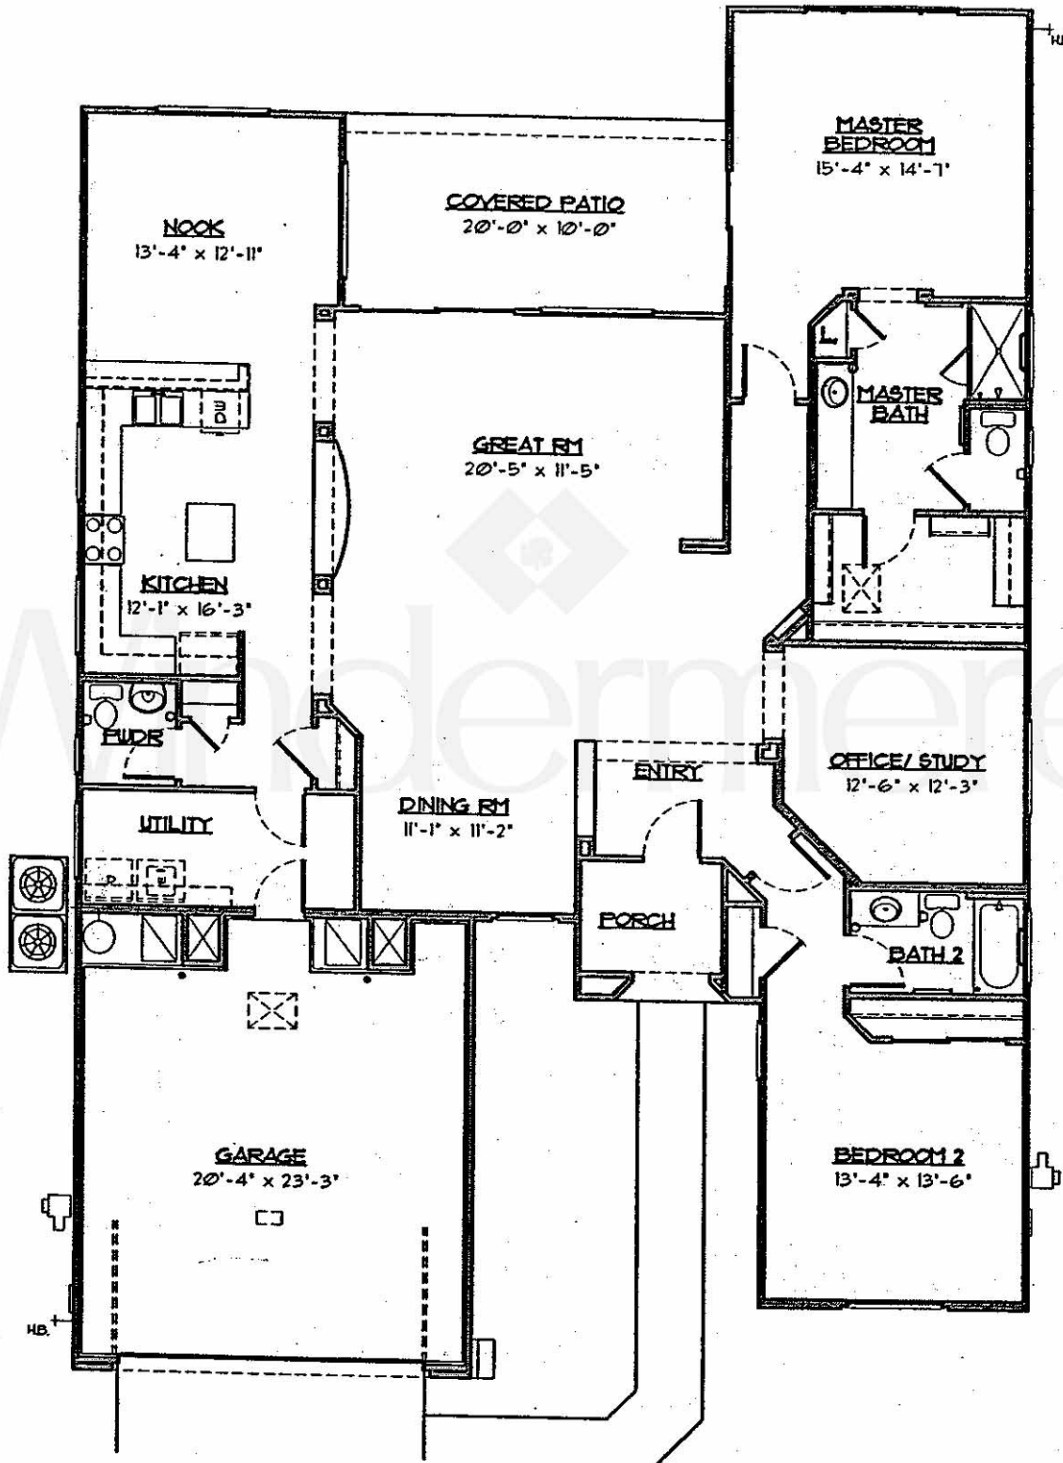 H.B.
MASTER
BEDROOM
15'-4" x 14'-7"
COVERED PATIO
20'-0" x 10'-0"
NOOK
13'-4" x 12'-11"
L
MASTER
BATH
DW
GREAT RM
20'-5" x 11'-5"
KITCHEN
12'-1" x 16'-3"
Windermere
PWDR
ENTRY
OFFICE/ STUDY
12'-6" x 12'-3"
DINING RM
11'-1" x 11'-2"
UTILITY
PORCH
BATH 2
GARAGE
20'-4" x 23'-3"
BEDROOM 2
13'-4" x 13'-6"
H.B.